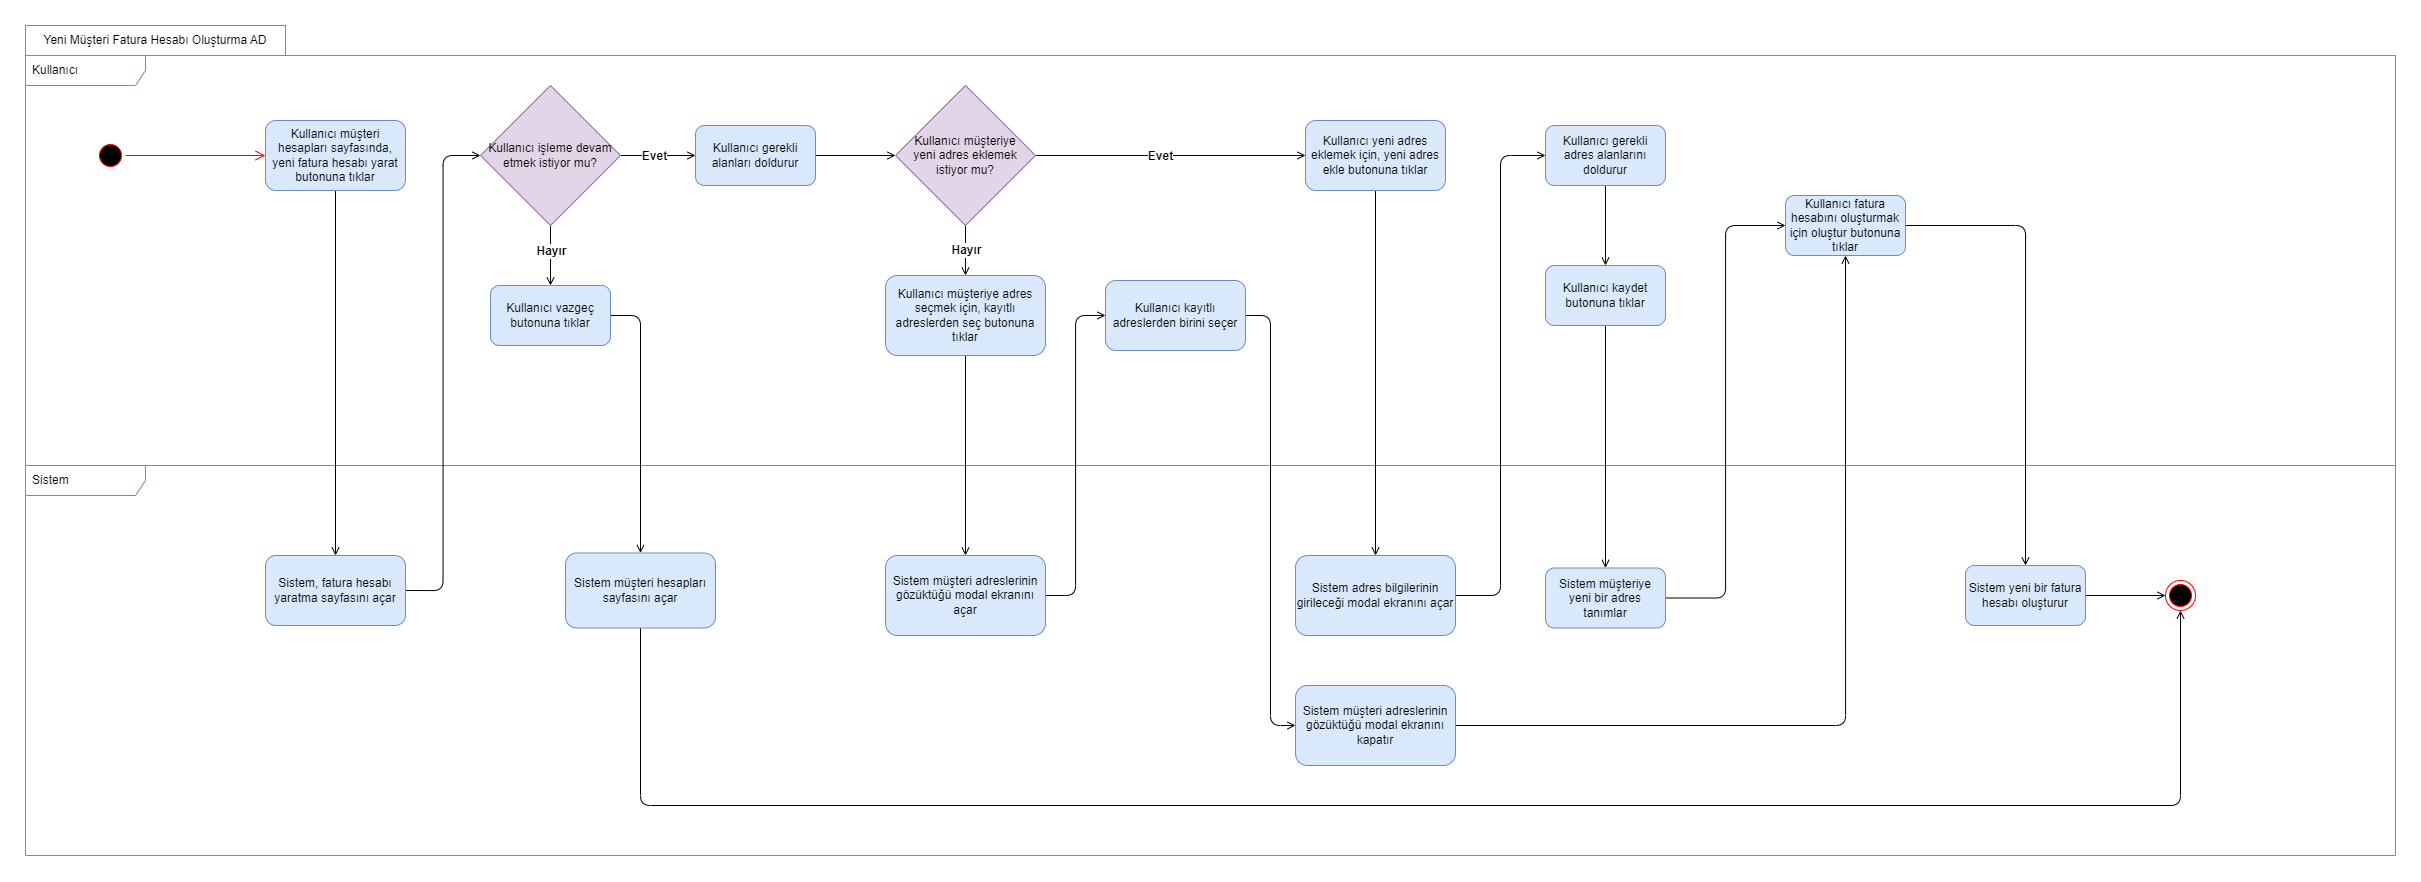 Yeni Müşteri Fatura Hesabı Oluşturma AD
Kullanıcı
Kullanıcı müşteri
hesapları sayfasında,
yeni fatura hesabı yarat
butonuna tıklar
Kullanıcı işleme devam
etmek istiyor mu?
Evet
Kullanıcı gerekli
alanları doldurur
Kullanıcı müşteriye
yeni adres eklemek
istiyor mu?
Evet
Kullanıcı yeni adres
eklemek için, yeni adres
ekle butonuna tıklar
Kullanıcı gerekli
adres alanlarını
doldurur
Kullanıcı fatura
hesabını oluşturmak
için oluştur butonuna
tıklar
Hayır
Hayır
Kullanıcı vazgeç
butonuna tıklar
Kullanıcı müşteriye adres
seçmek için, kayıtlı
adreslerden seç butonuna
tıklar
Kullanıcı kayıtlı
adreslerden birini seçer
Kullanıcı kaydet
butonuna tıklar
Sistem
Sistem, fatura hesabı
yaratma sayfasını açar
Sistem müşteri hesapları
sayfasını açar
Sistem müşteri adreslerinin
gözüktüğü modal ekranını
açar
Sistem adres bilgilerinin
girileceği modal ekranını açar
Sistem müşteriye
yeni bir adres
tanımlar
Sistem yeni bir fatura
hesabı oluşturur
Sistem müşteri adreslerinin
gözüktüğü modal ekranını
kapatır